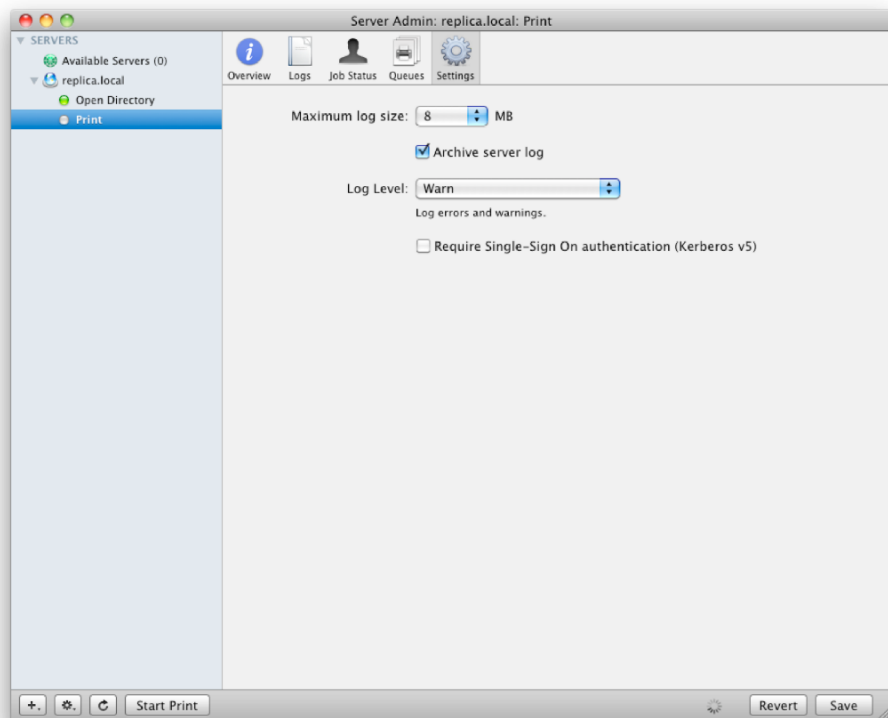 Server Admin: replica.local: Print
SERVERS
Available Servers (0)
replica.local
Open Directory
Print
Overview
Logs
Job Status
Queues
Settings
Maximum log size: 8 MB
Archive server log
Log Level: Warn
Log errors and warnings.
Require Single-Sign On authentication (Kerberos v5)
Start Print
Revert
Save